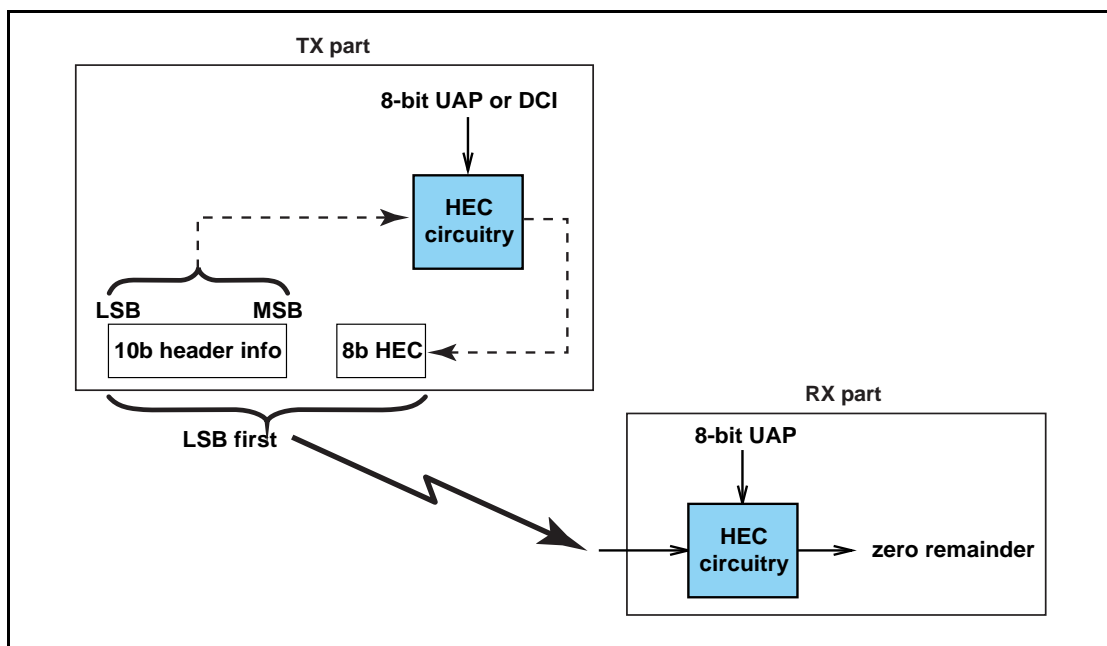 TX part
8-bit UAP or DCI
HEC
circuitry
LSB
MSB
10b header info
8b HEC
LSB first
RX part
8-bit UAP
HEC
circuitry
zero remainder